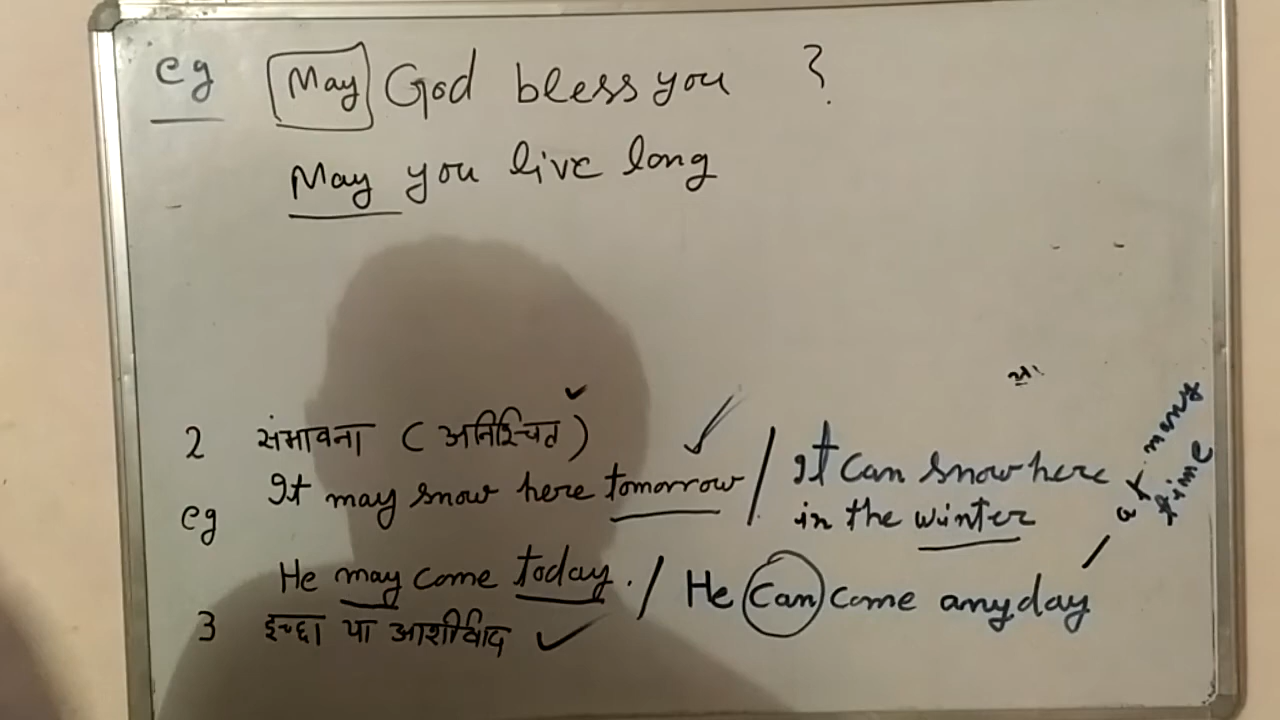 eg May God bless you ?
May you live long
2 संभावना ( अनिश्चित )
eg It may snow here tomorrow / It can snow here
in the winter
at many time
He may come today. / He can come anyday
3 इच्छा या आशीर्वाद